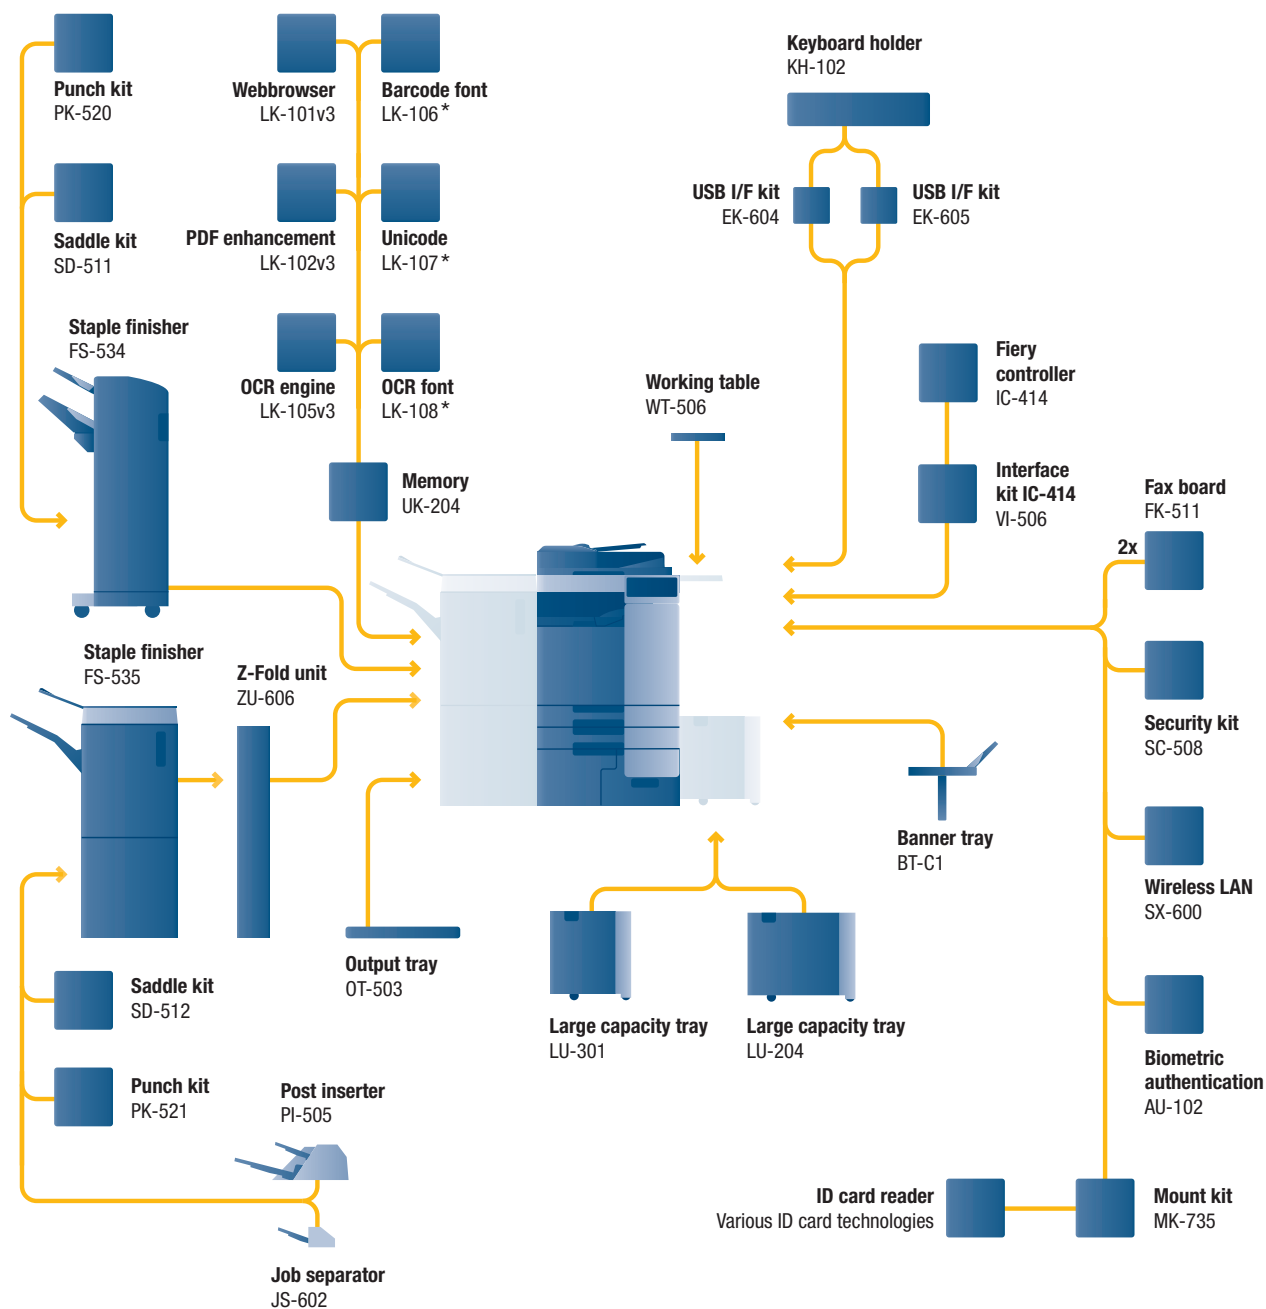 Punch kit
PK-520
Saddle kit
SD-511
Staple finisher
FS-534
Webbrowser
LK-101v3
Barcode font
LK-106*
PDF enhancement
LK-102v3
Unicode
LK-107*
OCR engine
LK-105v3
OCR font
LK-108*
Memory
UK-204
Keyboard holder
KH-102
USB I/F kit
EK-604
USB I/F kit
EK-605
Working table
WT-506
Fiery
controller
IC-414
Interface
kit IC-414
VI-506
Fax board
FK-511
2x
Security kit
SC-508
Wireless LAN
SX-600
Biometric
authentication
AU-102
Mount kit
MK-735
ID card reader
Various ID card technologies
Banner tray
BT-C1
Large capacity tray
LU-301
Large capacity tray
LU-204
Staple finisher
FS-535
Z-Fold unit
ZU-606
Output tray
OT-503
Saddle kit
SD-512
Punch kit
PK-521
Post inserter
PI-505
Job separator
JS-602